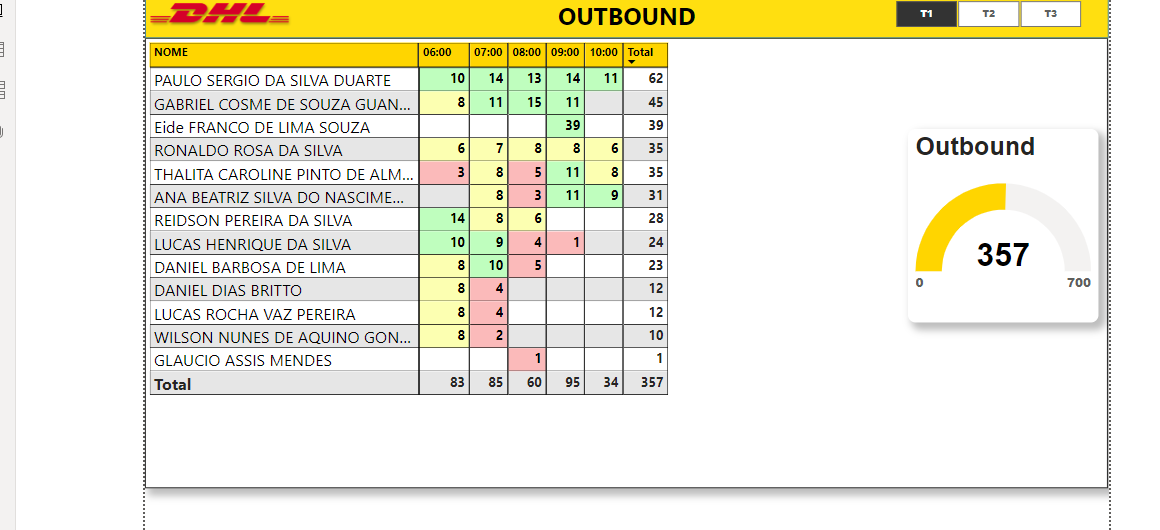 DHL OUTBOUND T1 T2 T3
NOME 06:00 07:00 08:00 09:00 10:00 Total
PAULO SERGIO DA SILVA DUARTE 10 14 13 14 11 62
GABRIEL COSME DE SOUZA GUAN... 8 11 15 11 45
Eide FRANCO DE LIMA SOUZA 39 39
RONALDO ROSA DA SILVA 6 7 8 8 6 35
THALITA CAROLINE PINTO DE ALM... 3 8 5 11 8 35
ANA BEATRIZ SILVA DO NASCIME... 8 3 11 9 31
REIDSON PEREIRA DA SILVA 14 8 6 28
LUCAS HENRIQUE DA SILVA 10 9 4 1 24
DANIEL BARBOSA DE LIMA 8 10 5 23
DANIEL DIAS BRITTO 8 4 12
LUCAS ROCHA VAZ PEREIRA 8 4 12
WILSON NUNES DE AQUINO GON... 8 2 10
GLAUCIO ASSIS MENDES 1 1
Total 83 85 60 95 34 357
Outbound
357
0 700